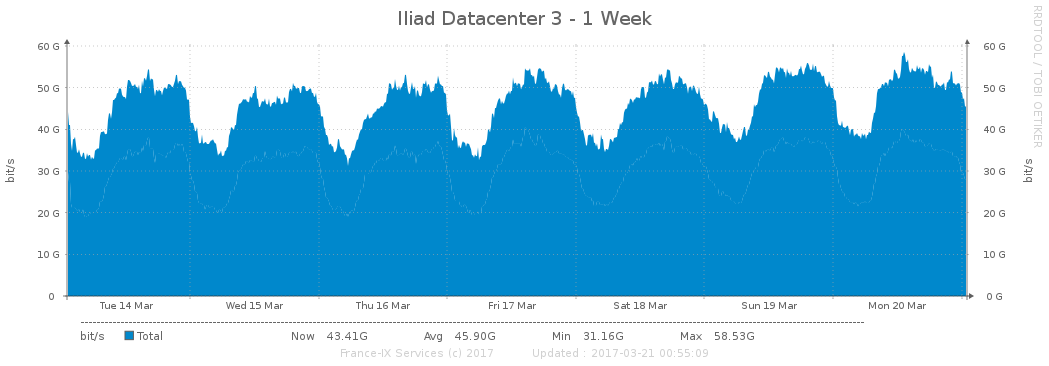 Iliad Datacenter 3 - 1 Week
RRDTOOL / TOBI OETIKER
bit/s
60 G
50 G
40 G
30 G
20 G
10 G
0
60 G
50 G
40 G
30 G
20 G
10 G
0 G
bit/s
Tue 14 Mar Wed 15 Mar Thu 16 Mar Fri 17 Mar Sat 18 Mar Sun 19 Mar Mon 20 Mar
bit/s Total Now 43.41G Avg 45.90G Min 31.16G Max 58.53G
France-IX Services (c) 2017 Updated : 2017-03-21 00:55:09